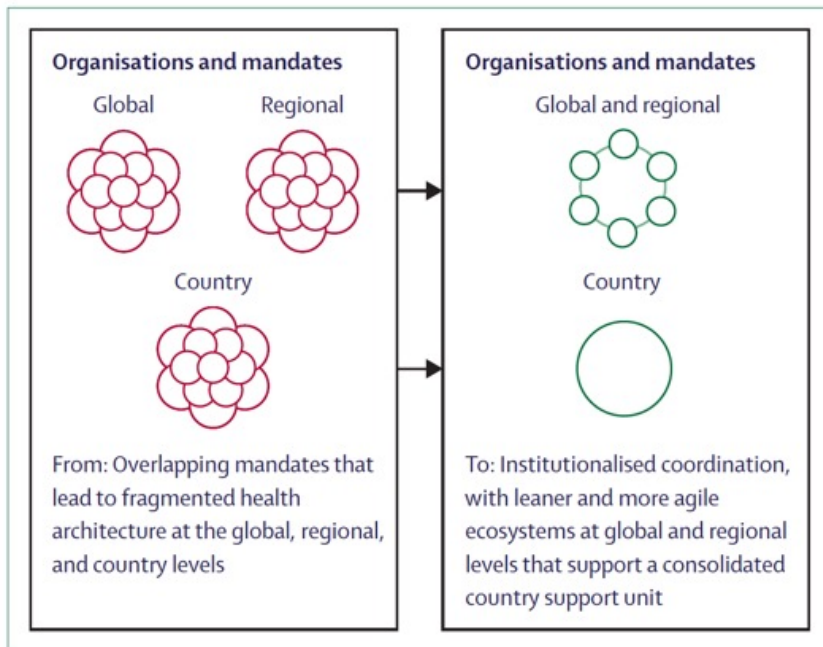 Organisations and mandates
Global
Regional
Country
From: Overlapping mandates that
lead to fragmented health
architecture at the global, regional,
and country levels
Organisations and mandates
Global and regional
Country
To: Institutionalised coordination,
with leaner and more agile
ecosystems at global and regional
levels that support a consolidated
country support unit